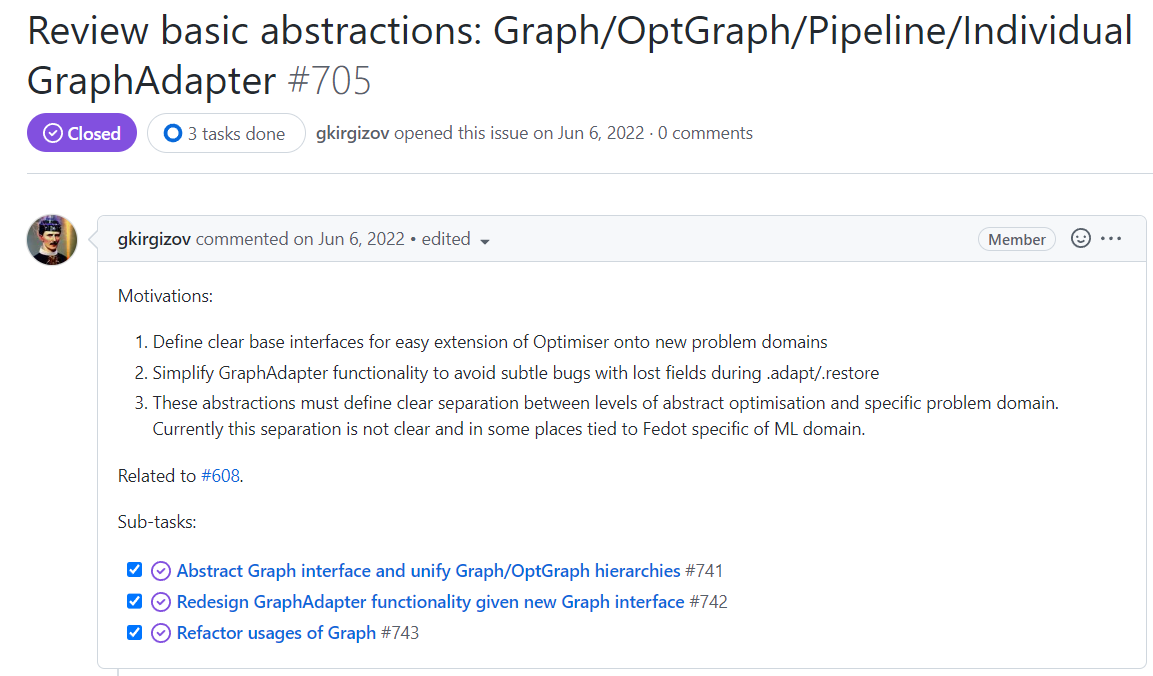 Review basic abstractions: Graph/OptGraph/Pipeline/Individual
GraphAdapter #705
Closed
3 tasks done
gkirgizov opened this issue on Jun 6, 2022 · 0 comments
gkirgizov commented on Jun 6, 2022 • edited
Member
Motivations:
1. Define clear base interfaces for easy extension of Optimiser onto new problem domains
2. Simplify GraphAdapter functionality to avoid subtle bugs with lost fields during .adapt/.restore
3. These abstractions must define clear separation between levels of abstract optimisation and specific problem domain.
Currently this separation is not clear and in some places tied to Fedot specific of ML domain.
Related to #608.
Sub-tasks:
Abstract Graph interface and unify Graph/OptGraph hierarchies #741
Redesign GraphAdapter functionality given new Graph interface #742
Refactor usages of Graph #743